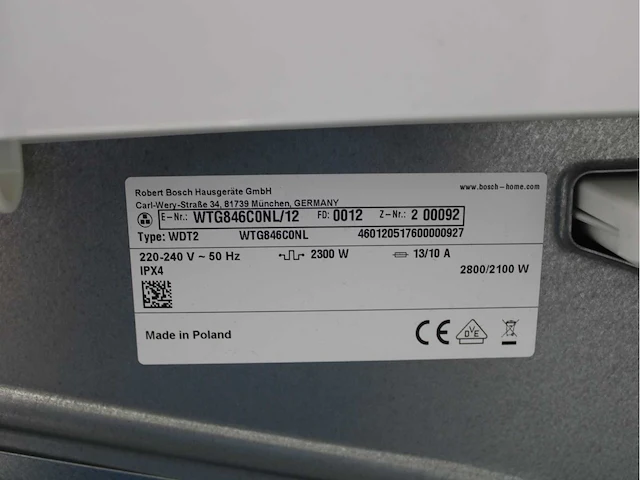 Robert Bosch Hausgeräte GmbH www.bosch-home.com
Carl-Wery-Straße 34, 81739 München, GERMANY
E-Nr.: WTG846C0NL/12 FD: 0012 Z-Nr.: 2 00092
Type: WDT2 WTG846C0NL 460120517600000927
220-240 V ~ 50 Hz 2300 W 13/10 A
IPX4 2800/2100 W
Made in Poland CE DVE